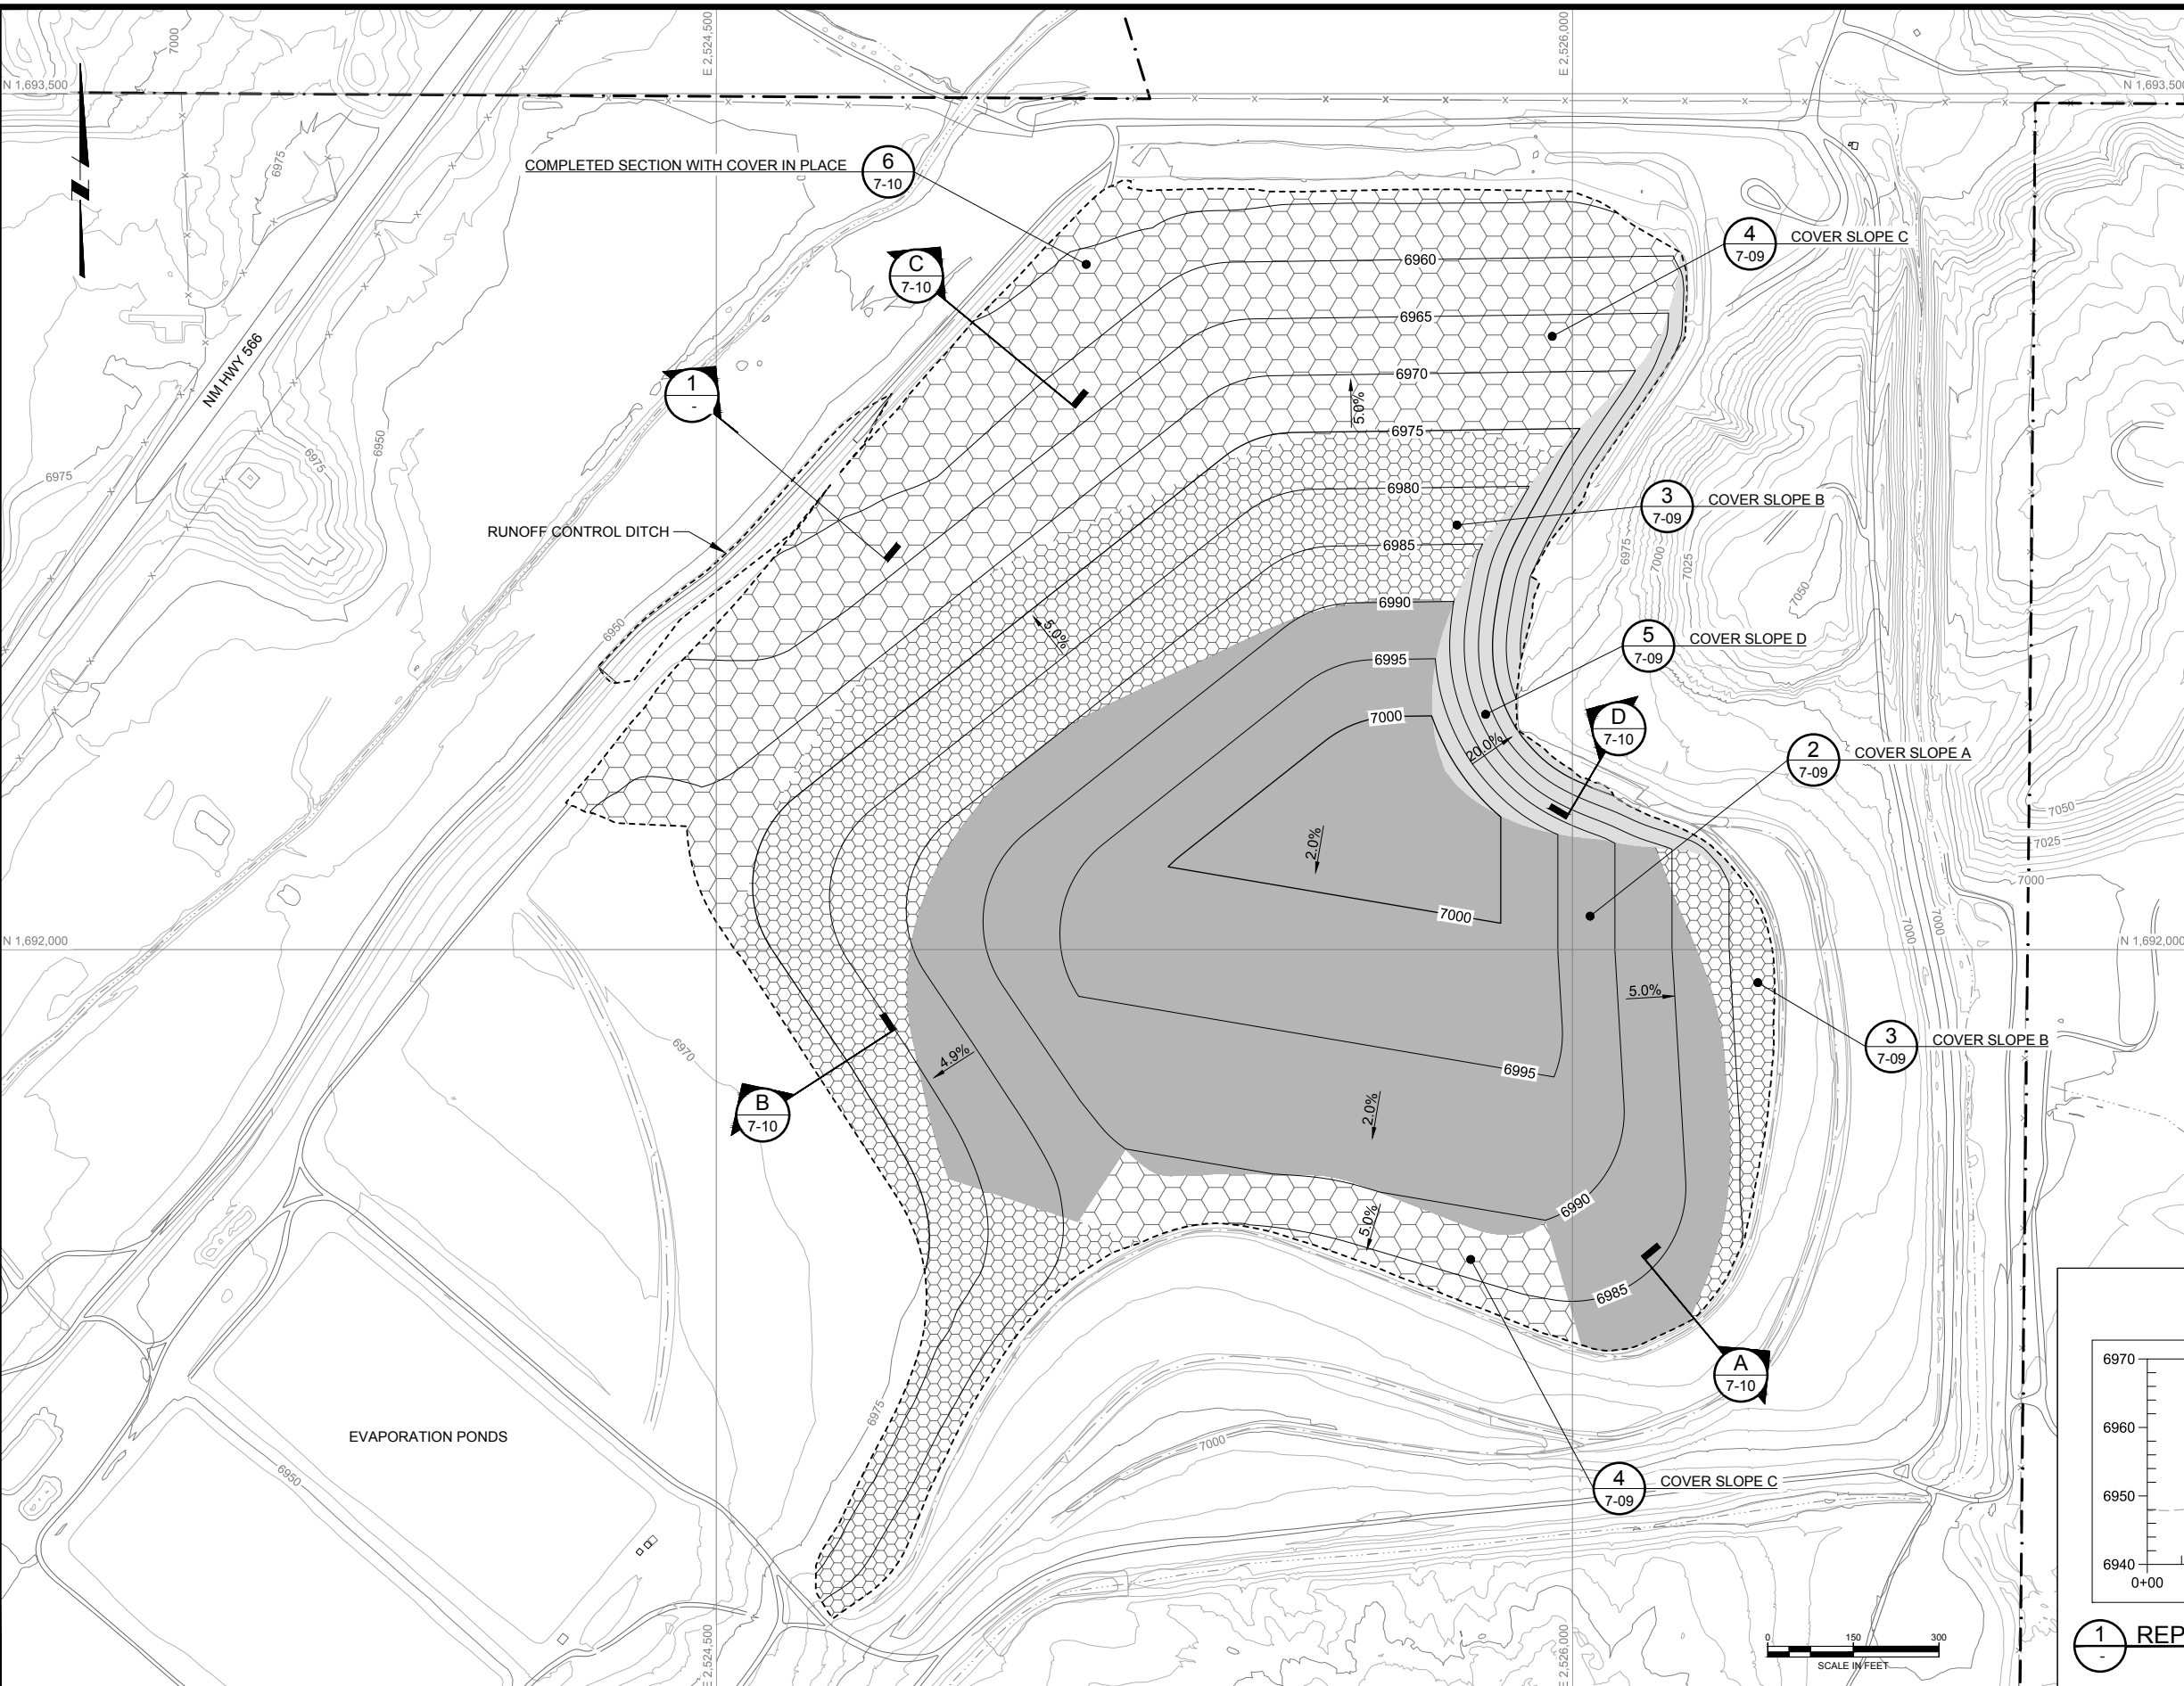 7000
E 2,524,500
E 2,526,000
N 1,693,500
N 1,693,500
6975
COMPLETED SECTION WITH COVER IN PLACE
6
7-10
4
7-09
COVER SLOPE C
C
7-10
6960
6965
NM HWY 566
1
-
6970
5.0%
6950
6975
6975
6975
6980
3
7-09
COVER SLOPE B
RUNOFF CONTROL DITCH
6985
6975
7000
7025
7050
6990
6950
5.0%
5
7-09
COVER SLOPE D
6995
7000
D
7-10
20.0%
2
7-09
COVER SLOPE A
7050
2.0%
7025
7000
7000
7000
N 1,692,000
N 1,692,000
5.0%
3
7-09
COVER SLOPE B
6970
4.9%
6995
B
7-10
2.0%
6990
5.0%
6985
A
7-10
6970
6975
6960
EVAPORATION PONDS
7000
6950
4
7-09
COVER SLOPE C
6950
6940
0+00
E 2,524,500
E 2,526,000
0
150
300
SCALE IN FEET
1
-
REP